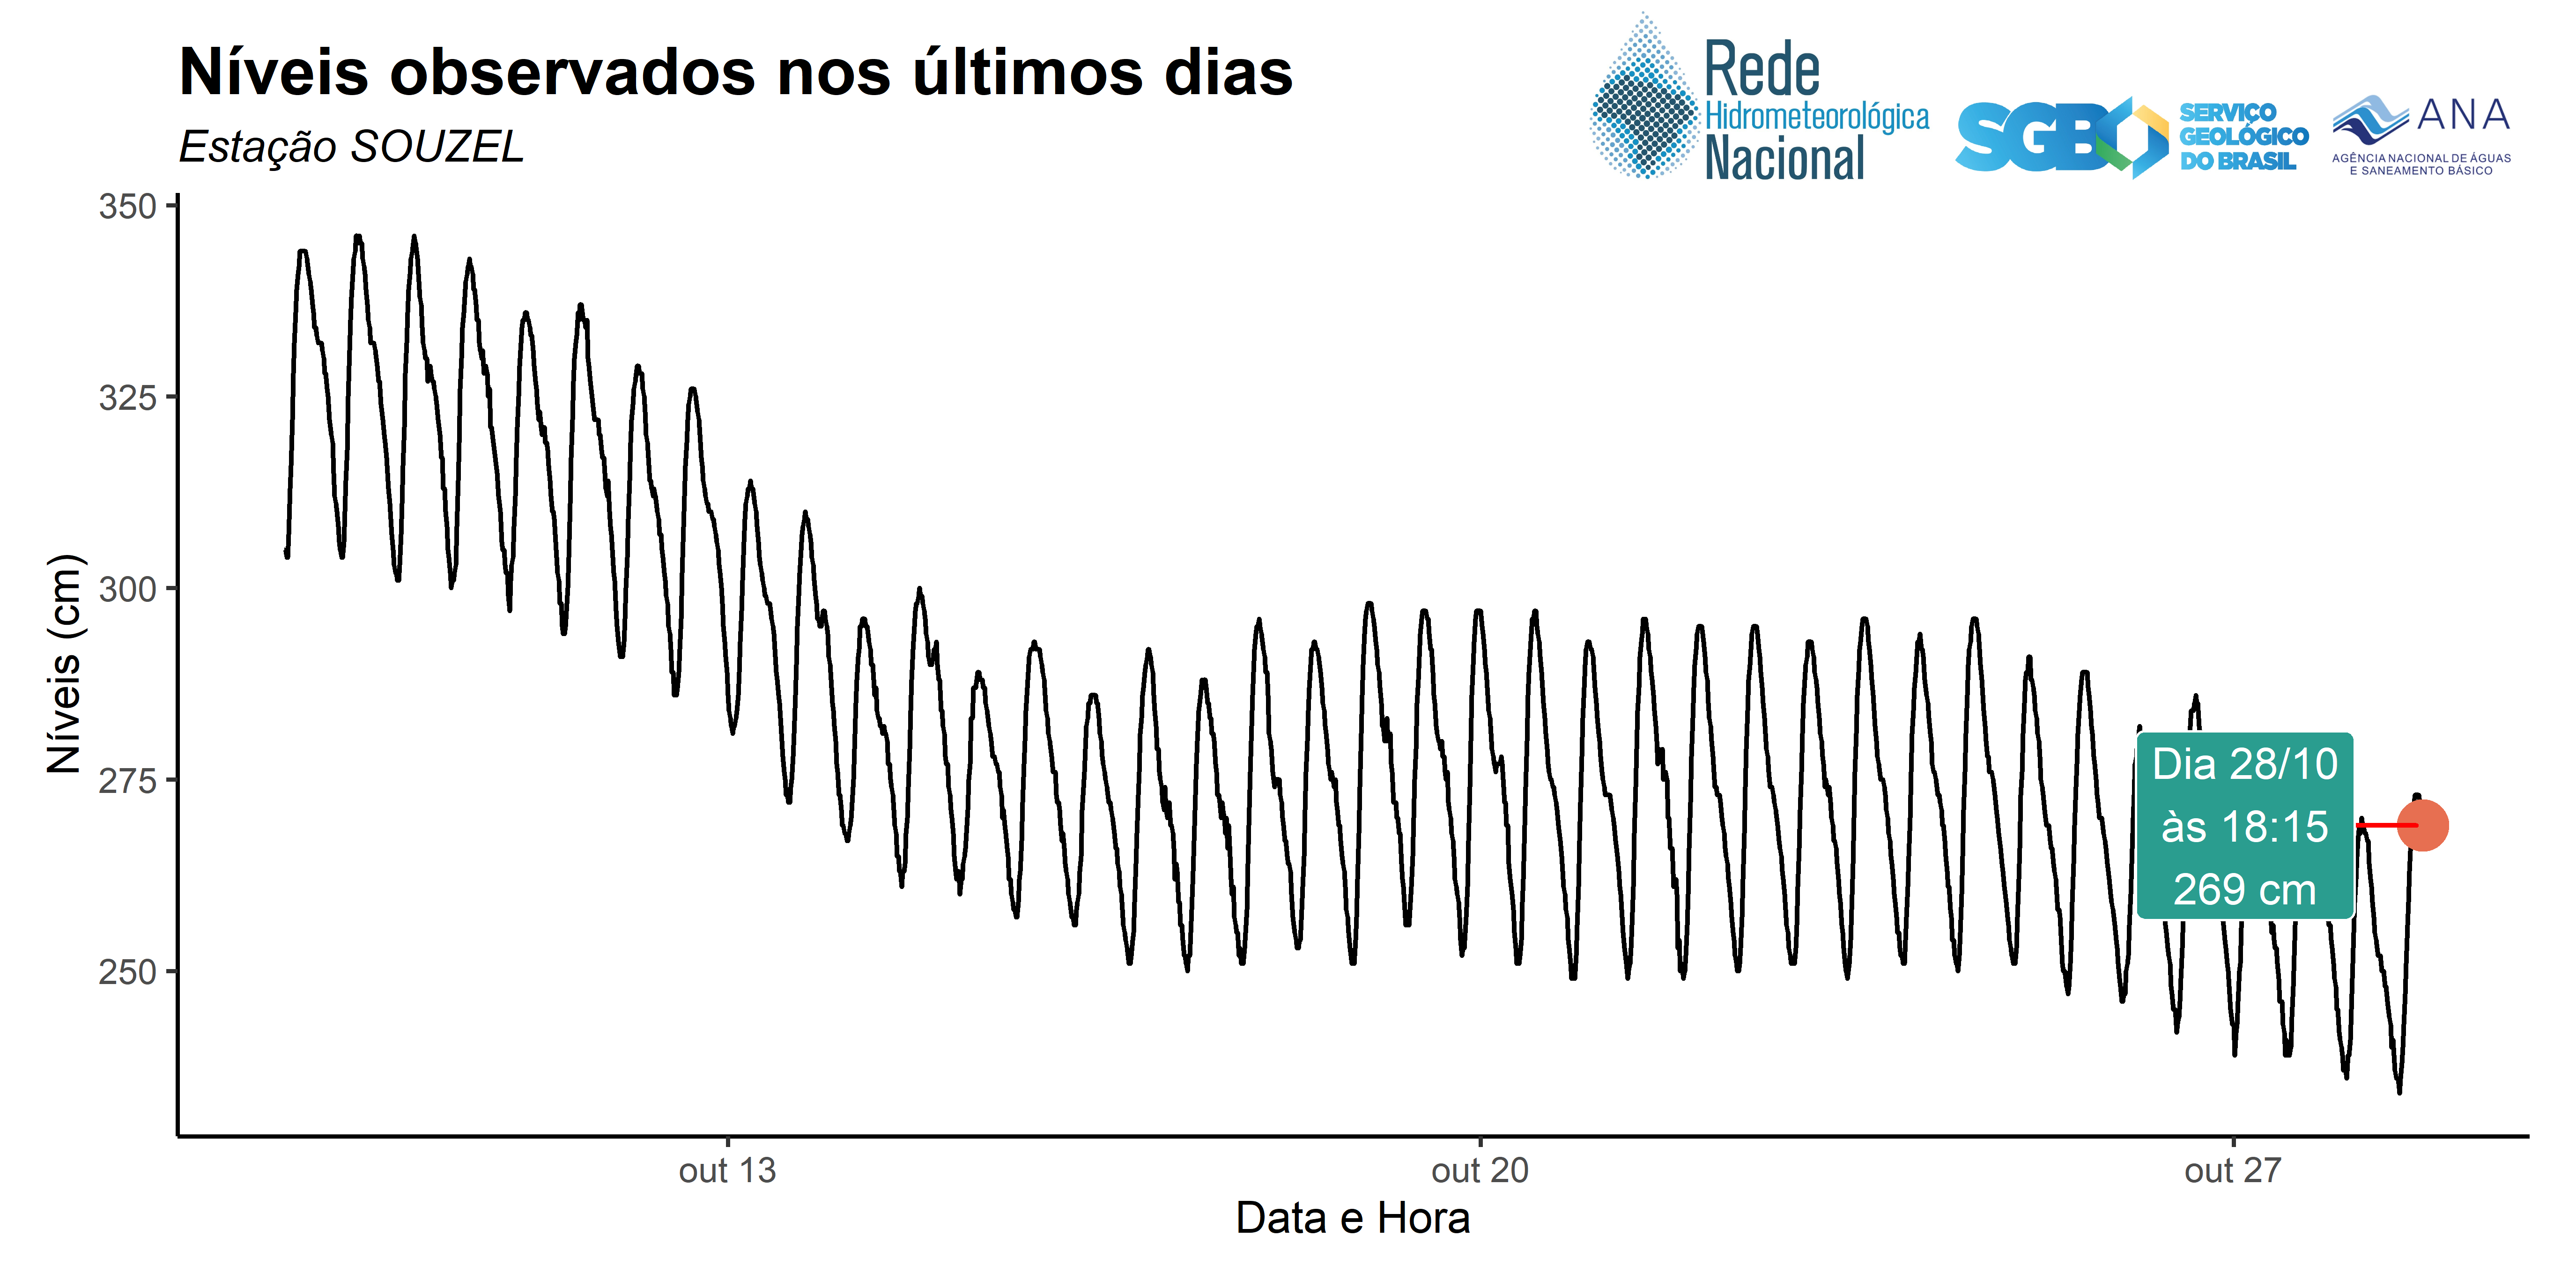 Níveis observados nos últimos dias
Estação SOUZEL
Rede
Hidrometeorológica
Nacional
SGB
SERVIÇO
GEOLÓGICO
DO BRASIL
ANA
AGÊNCIA NACIONAL DE ÁGUAS
E SANEAMENTO BÁSICO
350
325
300
275
250
Níveis (cm)
Dia 28/10
às 18:15
269 cm
out 13
out 20
out 27
Data e Hora